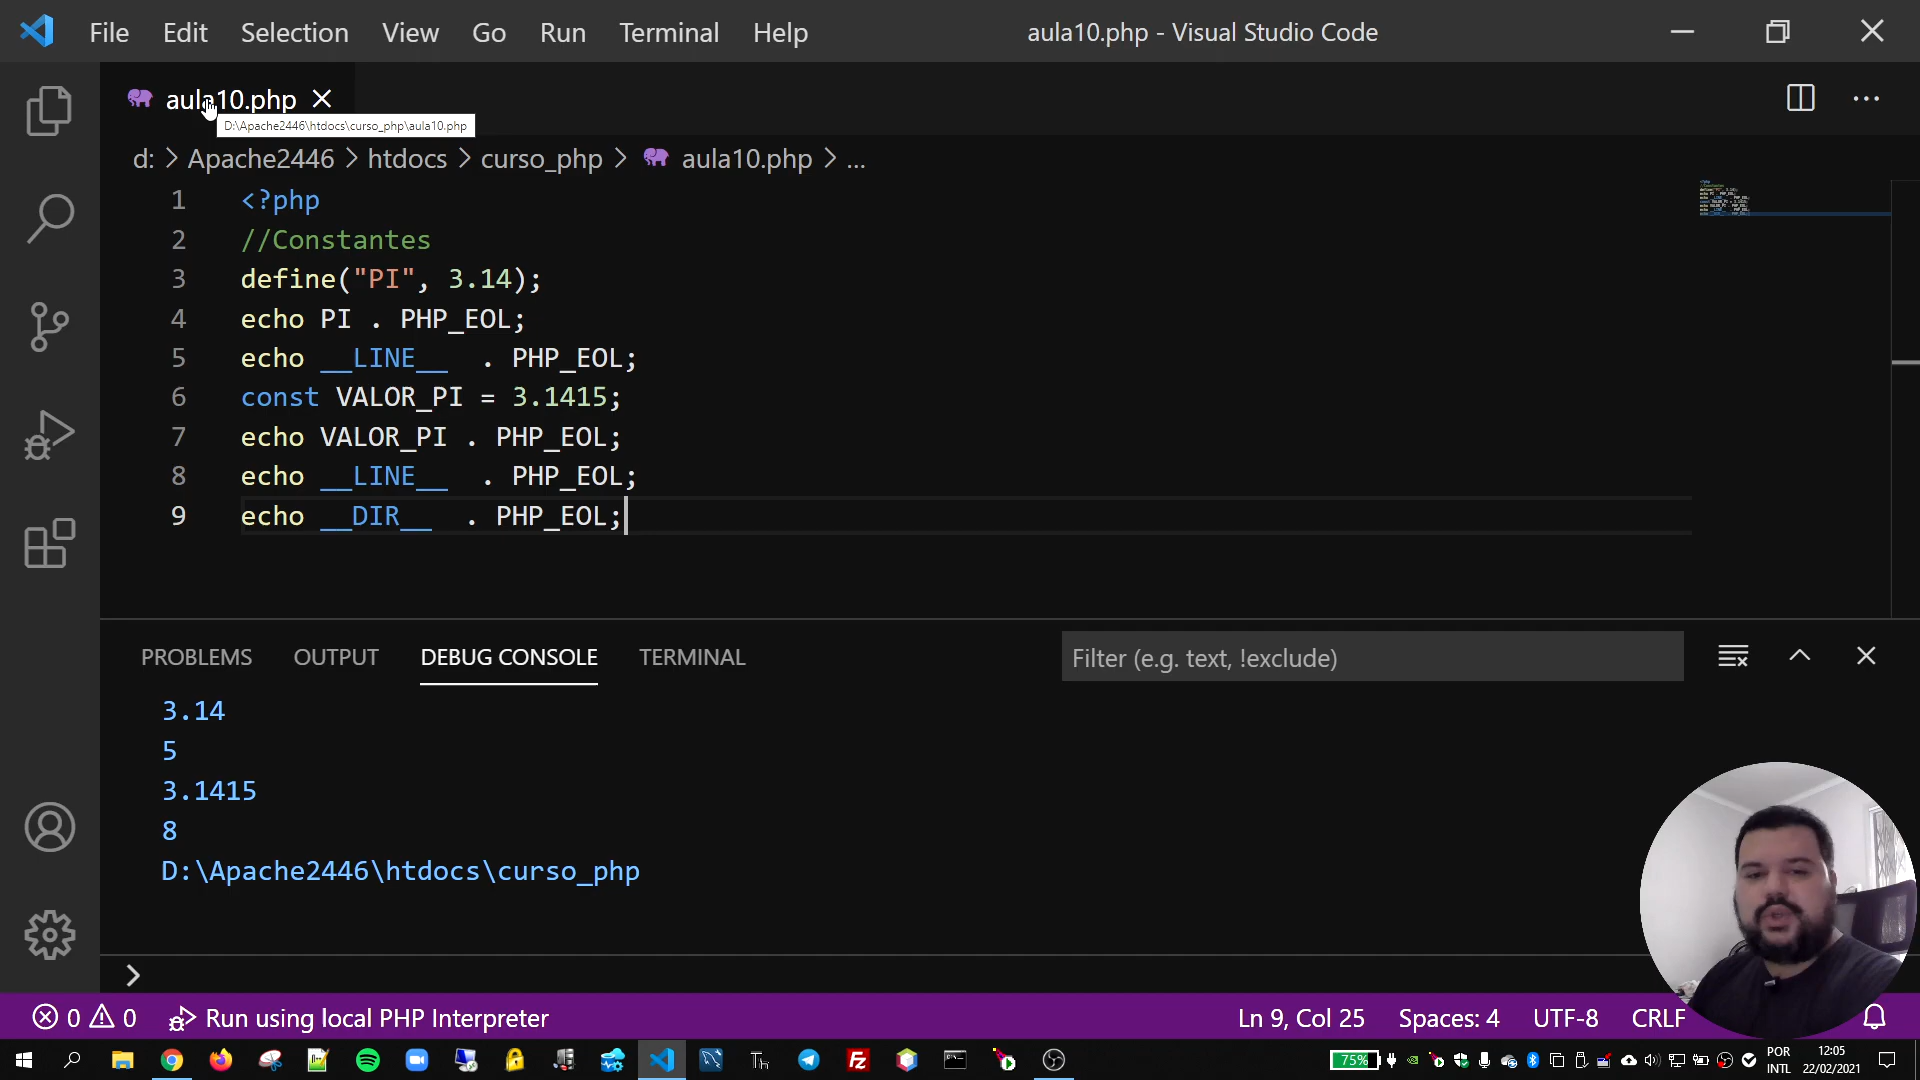 File Edit Selection View Go Run Terminal Help aula10.php - Visual Studio Code
aula10.php
D:\Apache2446\htdocs\curso_php\aula10.php
d: > Apache2446 > htdocs > curso_php > aula10.php > ...
1 <?php
2 //Constantes
3 define("PI", 3.14);
4 echo PI . PHP_EOL;
5 echo __LINE__  . PHP_EOL;
6 const VALOR_PI = 3.1415;
7 echo VALOR_PI . PHP_EOL;
8 echo __LINE__  . PHP_EOL;
9 echo __DIR__  . PHP_EOL;
PROBLEMS OUTPUT DEBUG CONSOLE TERMINAL Filter (e.g. text, !exclude)
3.14
5
3.1415
8
D:\Apache2446\htdocs\curso_php
0 0 Run using local PHP Interpreter Ln 9, Col 25 Spaces: 4 UTF-8 CRLF
75% POR INTL 12:05 22/02/2021